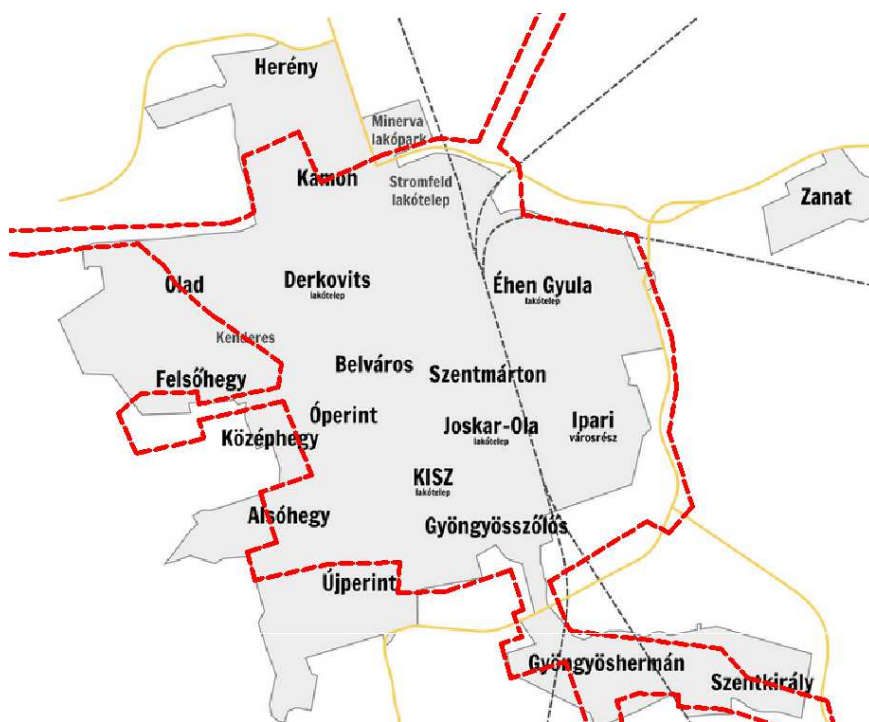 Herény
Minerva
lakópark
Kámon
Stromfeld
lakótelep
Zanat
Olad
Derkovits
lakótelep
Éhen Gyula
lakótelep
Kenderes
Belváros
Szentmárton
Felsőhegy
Óperint
Joskar-Ola
lakótelep
Ipari
városrész
Középhegy
KISZ
lakótelep
Alsóhegy
Gyöngyösszőlős
Újperint
Gyöngyöshermán
Szentkirály